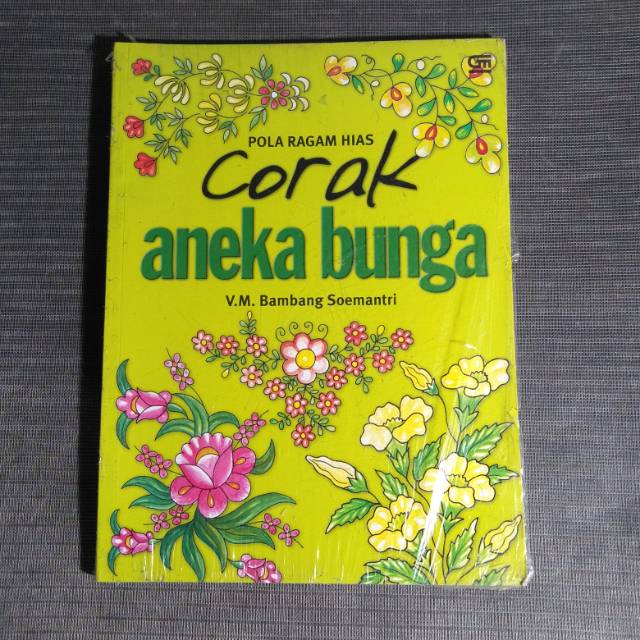 POLA RAGAM HIAS
Corak
aneka bunga
V.M. Bambang Soemantri